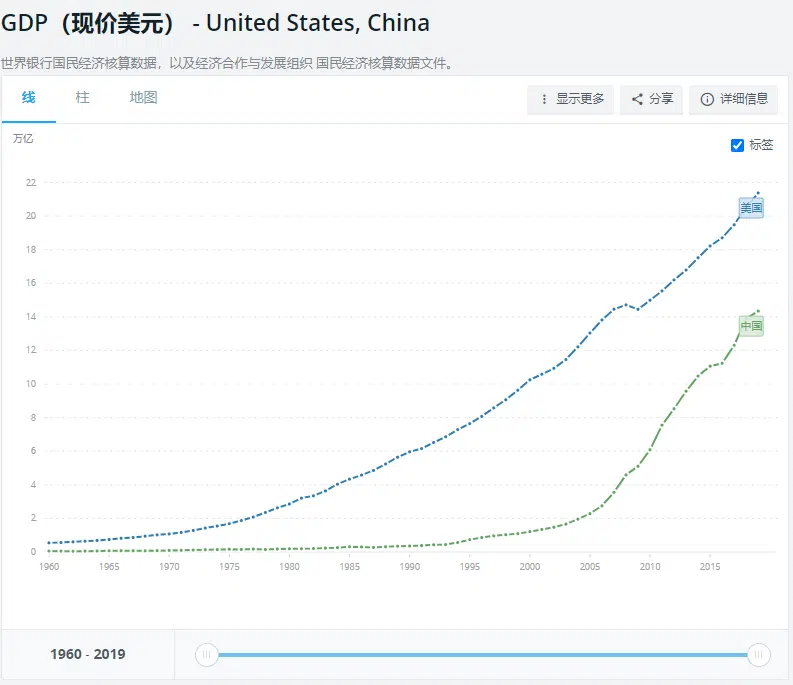 GDP（现价美元） - United States, China
世界银行国民经济核算数据，以及经济合作与发展组织 国民经济核算数据文件。
线 柱 地图 显示更多 分享 详细信息
万亿
标签
22
美国
20
18
16
14
中国
12
10
8
6
4
2
0
1960 1965 1970 1975 1980 1985 1990 1995 2000 2005 2010 2015
1960 - 2019